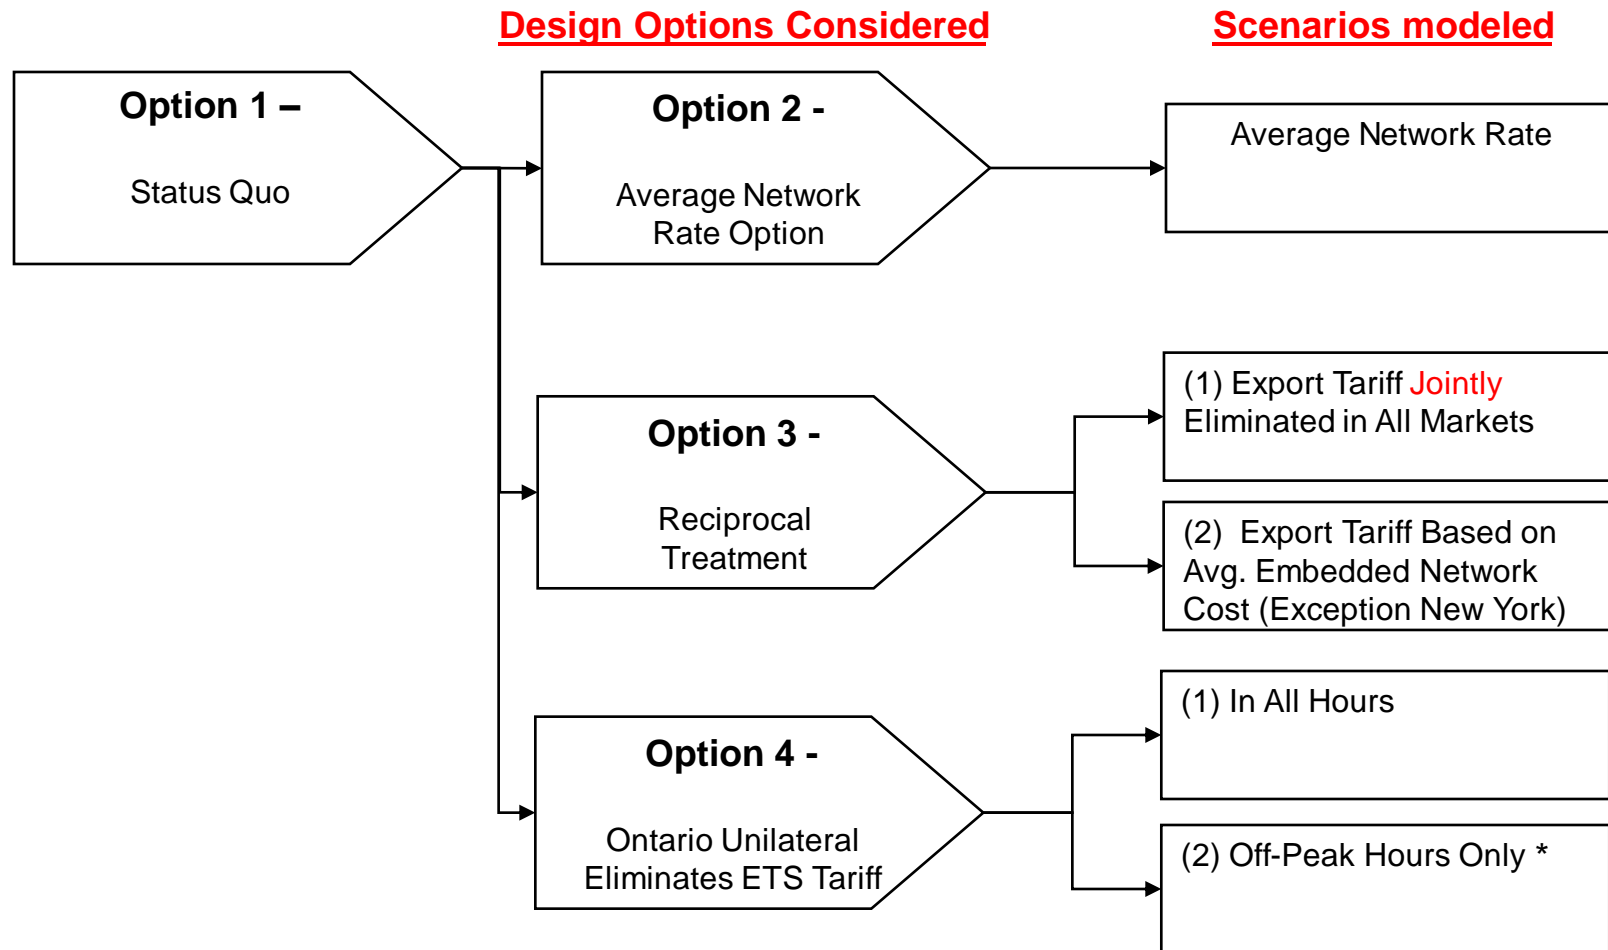 Design Options Considered
Scenarios modeled
Option 1 –
Status Quo
Option 2 -
Average Network
Rate Option
Average Network Rate
Option 3 -
Reciprocal
Treatment
(1) Export Tariff Jointly
Eliminated in All Markets
(2) Export Tariff Based on
Avg. Embedded Network
Cost (Exception New York)
Option 4 -
Ontario Unilateral
Eliminates ETS Tariff
(1) In All Hours
(2) Off-Peak Hours Only *